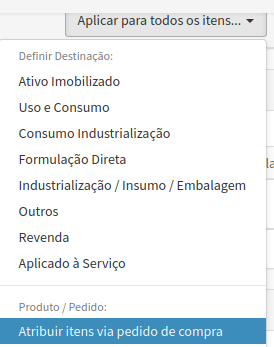 Aplicar para todos os itens...
Definir Destinação:
Ativo Imobilizado
Uso e Consumo
Consumo Industrialização
Formulação Direta
Industrialização / Insumo / Embalagem
Outros
Revenda
Aplicado à Serviço
Produto / Pedido:
Atribuir itens via pedido de compra